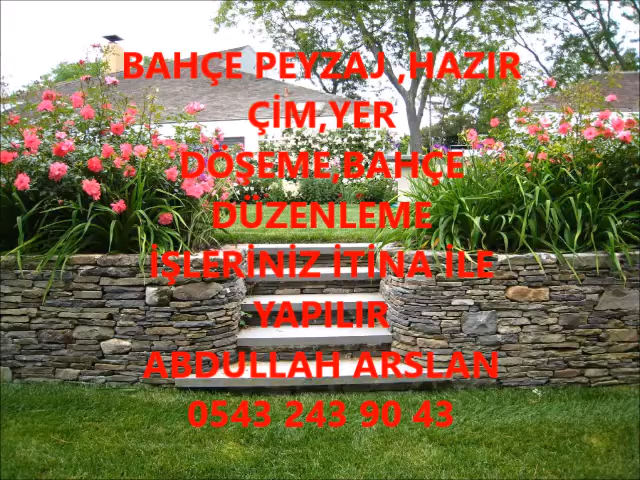 BAHÇE PEYZAJ ,HAZIR
ÇİM,YER
DÖŞEME,BAHÇE
DÜZENLEME
İŞLERİNİZ İTİNA İLE
YAPILIR
ABDULLAH ARSLAN
0543 243 90 43